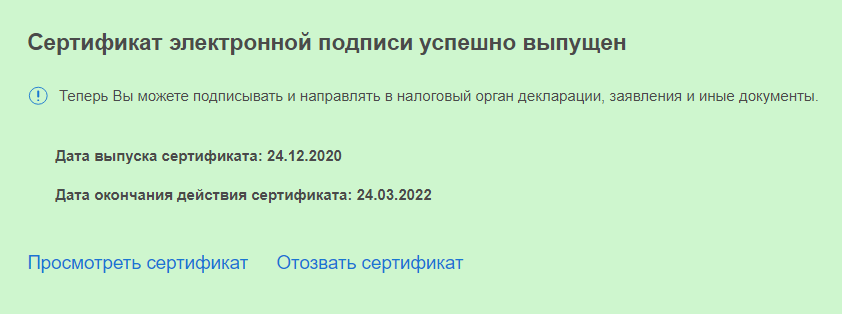 Сертификат электронной подписи успешно выпущен
Теперь Вы можете подписывать и направлять в налоговый орган декларации, заявления и иные документы.
Дата выпуска сертификата: 24.12.2020
Дата окончания действия сертификата: 24.03.2022
Просмотреть сертификат Отозвать сертификат